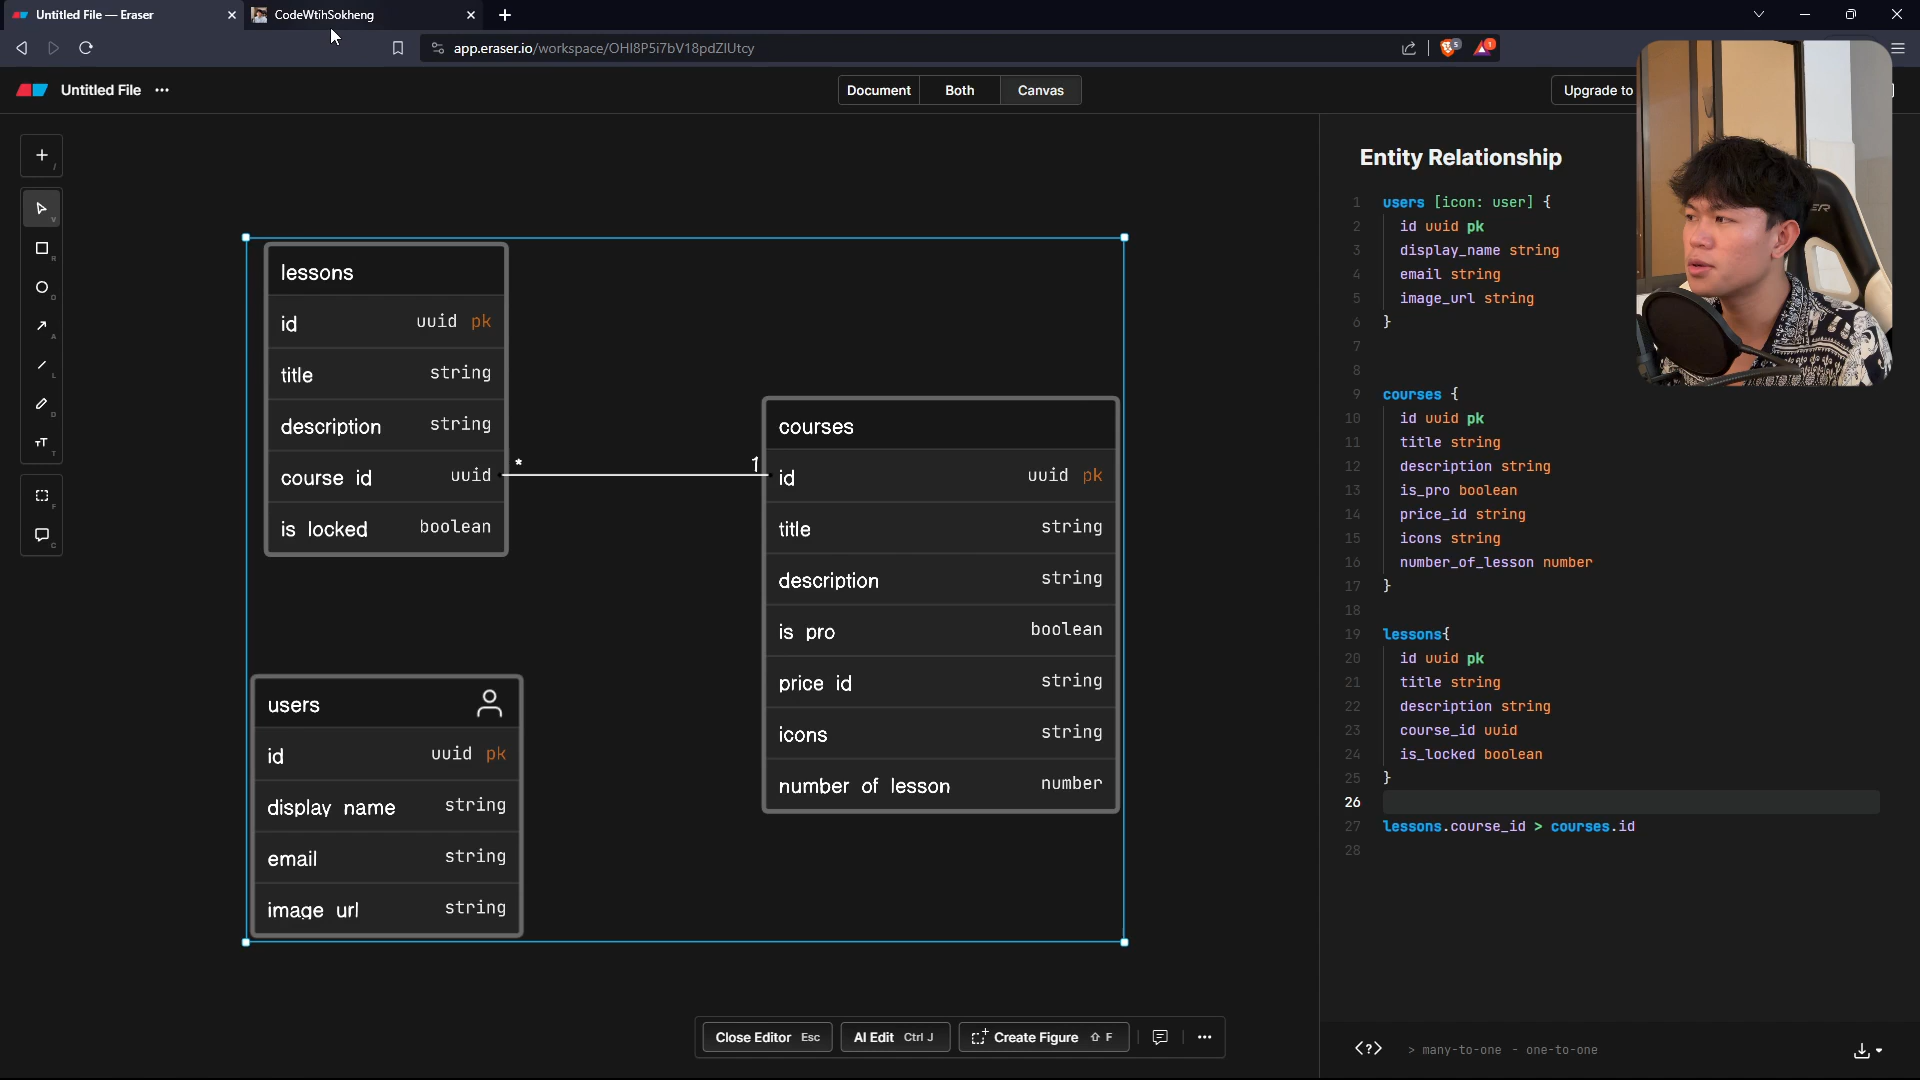 Untitled File — Eraser
CodeWtihSokheng
app.eraser.io/workspace/OHI8P5i7bV18pdZlUtcy
5
1
Untitled File
Document
Both
Canvas
Upgrade to
lessons
id uuid pk
title string
description string
course id uuid
is locked boolean
* 1
courses
id uuid pk
title string
description string
is pro boolean
price id string
icons string
number of lesson number
users
id uuid pk
display name string
email string
image url string
Close Editor Esc
AI Edit Ctrl J
Create Figure ⇧ F
Entity Relationship
1 users [icon: user] {
2 id uuid pk
3 display_name string
4 email string
5 image_url string
6 }
7
8
9 courses {
10 id uuid pk
11 title string
12 description string
13 is_pro boolean
14 price_id string
15 icons string
16 number_of_lesson number
17 }
18
19 lessons{
20 id uuid pk
21 title string
22 description string
23 course_id uuid
24 is_locked boolean
25 }
26
27 lessons.course_id > courses.id
28
<?> > many-to-one - one-to-one